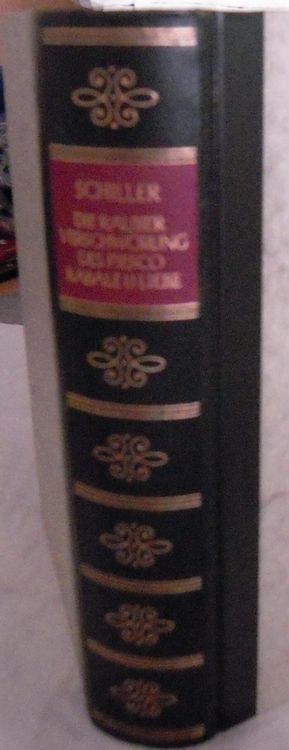 SCHILLER
DIE RÄUBER
VERSCHWÖRUNG
DES FIESCO
KABALE U. LIEBE